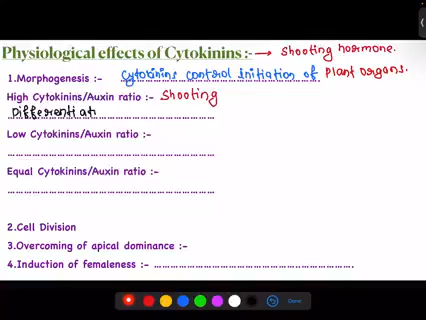 Physiological effects of Cytokinins :- → Shooting hormone.
1.Morphogenesis :- Cytokinins control initiation of Plant organs.
High Cytokinins/Auxin ratio :- Shooting
Differentiat
Low Cytokinins/Auxin ratio :-
Equal Cytokinins/Auxin ratio :-
2.Cell Division
3.Overcoming of apical dominance :-
4.Induction of femaleness :- ……………………………………………………………….
Done